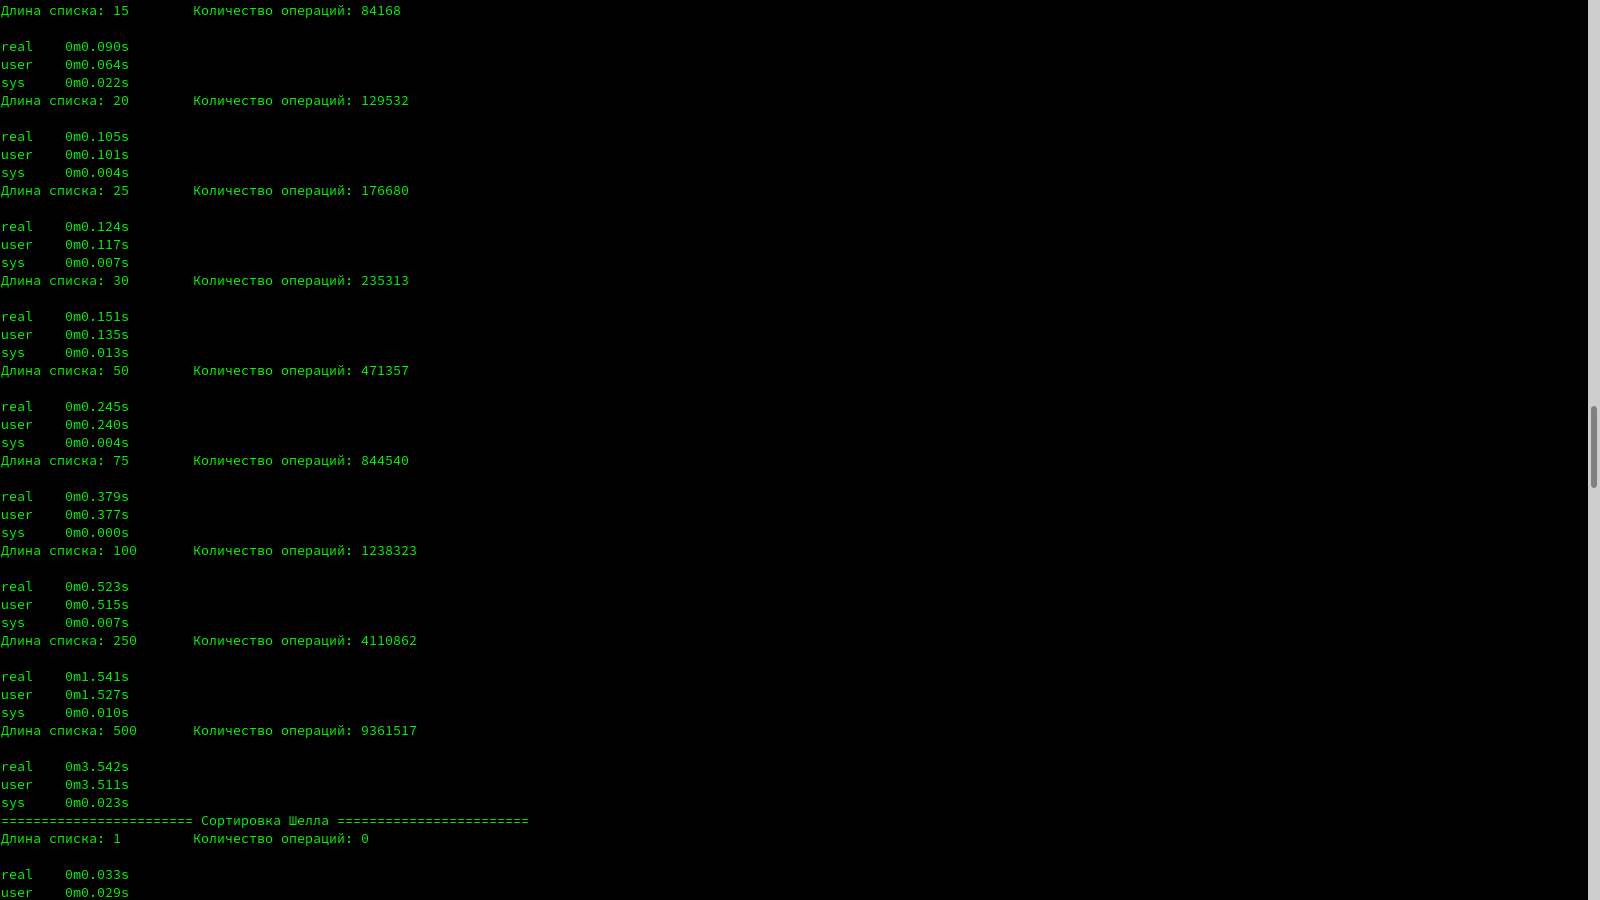 Длина списка: 15 Количество операций: 84168
real 0m0.090s
user 0m0.064s
sys 0m0.022s
Длина списка: 20 Количество операций: 129532
real 0m0.105s
user 0m0.101s
sys 0m0.004s
Длина списка: 25 Количество операций: 176680
real 0m0.124s
user 0m0.117s
sys 0m0.007s
Длина списка: 30 Количество операций: 235313
real 0m0.151s
user 0m0.135s
sys 0m0.013s
Длина списка: 50 Количество операций: 471357
real 0m0.245s
user 0m0.240s
sys 0m0.004s
Длина списка: 75 Количество операций: 844540
real 0m0.379s
user 0m0.377s
sys 0m0.000s
Длина списка: 100 Количество операций: 1238323
real 0m0.523s
user 0m0.515s
sys 0m0.007s
Длина списка: 250 Количество операций: 4110862
real 0m1.541s
user 0m1.527s
sys 0m0.010s
Длина списка: 500 Количество операций: 9361517
real 0m3.542s
user 0m3.511s
sys 0m0.023s
======================== Сортировка Шелла ========================
Длина списка: 1 Количество операций: 0
real 0m0.033s
user 0m0.029s